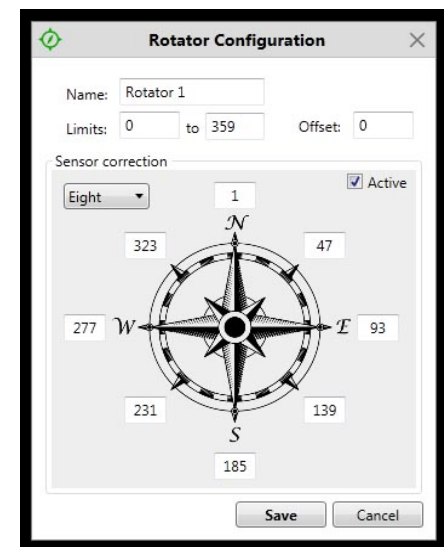 Rotator Configuration
Name: Rotator 1
Limits: 0 to 359 Offset: 0
Sensor correction
Active
Eight
1
N
323 47
277 W E 93
231 139
S
185
Save Cancel